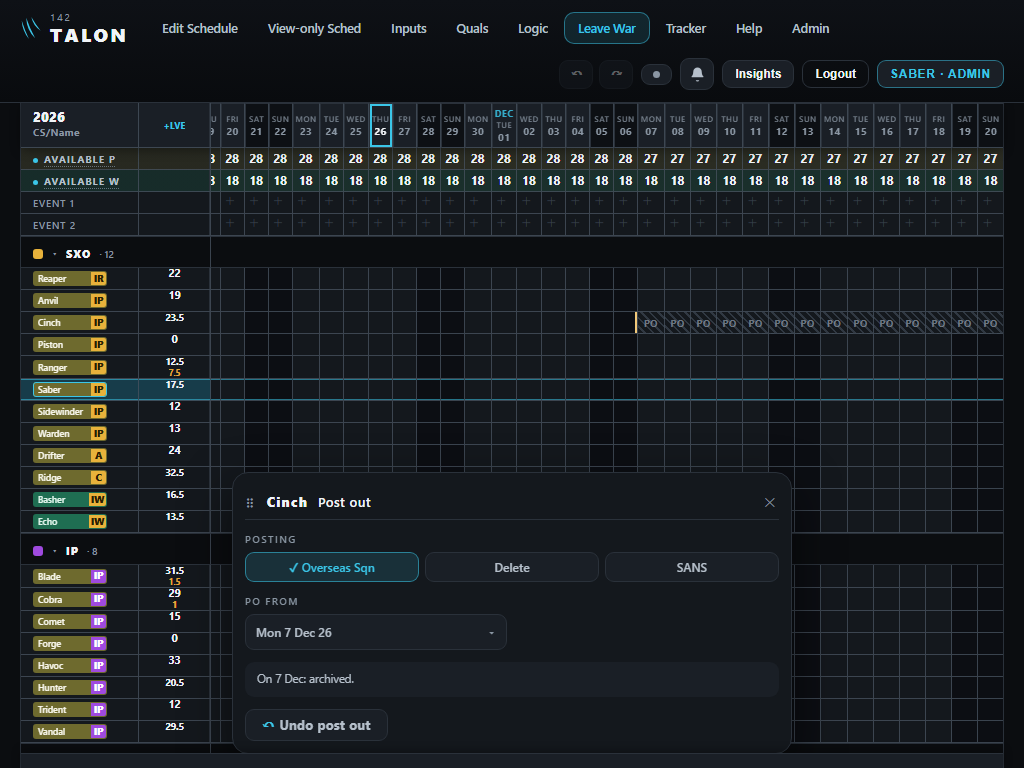 142
TALON
Edit Schedule View-only Sched Inputs Quals Logic Leave War Tracker Help Admin
Insights Logout SABER · ADMIN
2026
CS/Name
+LVE
FRI 20 SAT 21 SUN 22 MON 23 TUE 24 WED 25 THU 26 FRI 27 SAT 28 SUN 29 MON 30 DEC TUE 01 WED 02 THU 03 FRI 04 SAT 05 SUN 06 MON 07 TUE 08 WED 09 THU 10 FRI 11 SAT 12 SUN 13 MON 14 TUE 15 WED 16 THU 17 FRI 18 SAT 19 SUN 20
AVAILABLE P 28 28 28 28 28 28 28 28 28 28 28 28 28 28 28 28 28 27 27 27 27 27 27 27 27 27 27 27 27 27 27
AVAILABLE W 18 18 18 18 18 18 18 18 18 18 18 18 18 18 18 18 18 18 18 18 18 18 18 18 18 18 18 18 18 18 18
EVENT 1 + + + + + + + + + + + + + + + + + + + + + + + + + + + + + + +
EVENT 2 + + + + + + + + + + + + + + + + + + + + + + + + + + + + + + +
SXO · 12
Reaper IR 22
Anvil IP 19
Cinch IP 23.5 PO PO PO PO PO PO PO PO PO PO PO PO PO PO
Piston IP 0
Ranger IP 12.5
7.5
Saber IP 17.5
Sidewinder IP 12
Warden IP 13
Drifter A 24
Ridge C 32.5
Basher IW 16.5
Echo IW 13.5
IP · 8
Blade IP 31.5
1.5
Cobra IP 29
1
Comet IP 15
Forge IP 0
Havoc IP 33
Hunter IP 20.5
Trident IP 12
Vandal IP 29.5
Cinch Post out
POSTING
✓ Overseas Sqn Delete SANS
PO FROM
Mon 7 Dec 26
On 7 Dec: archived.
Undo post out